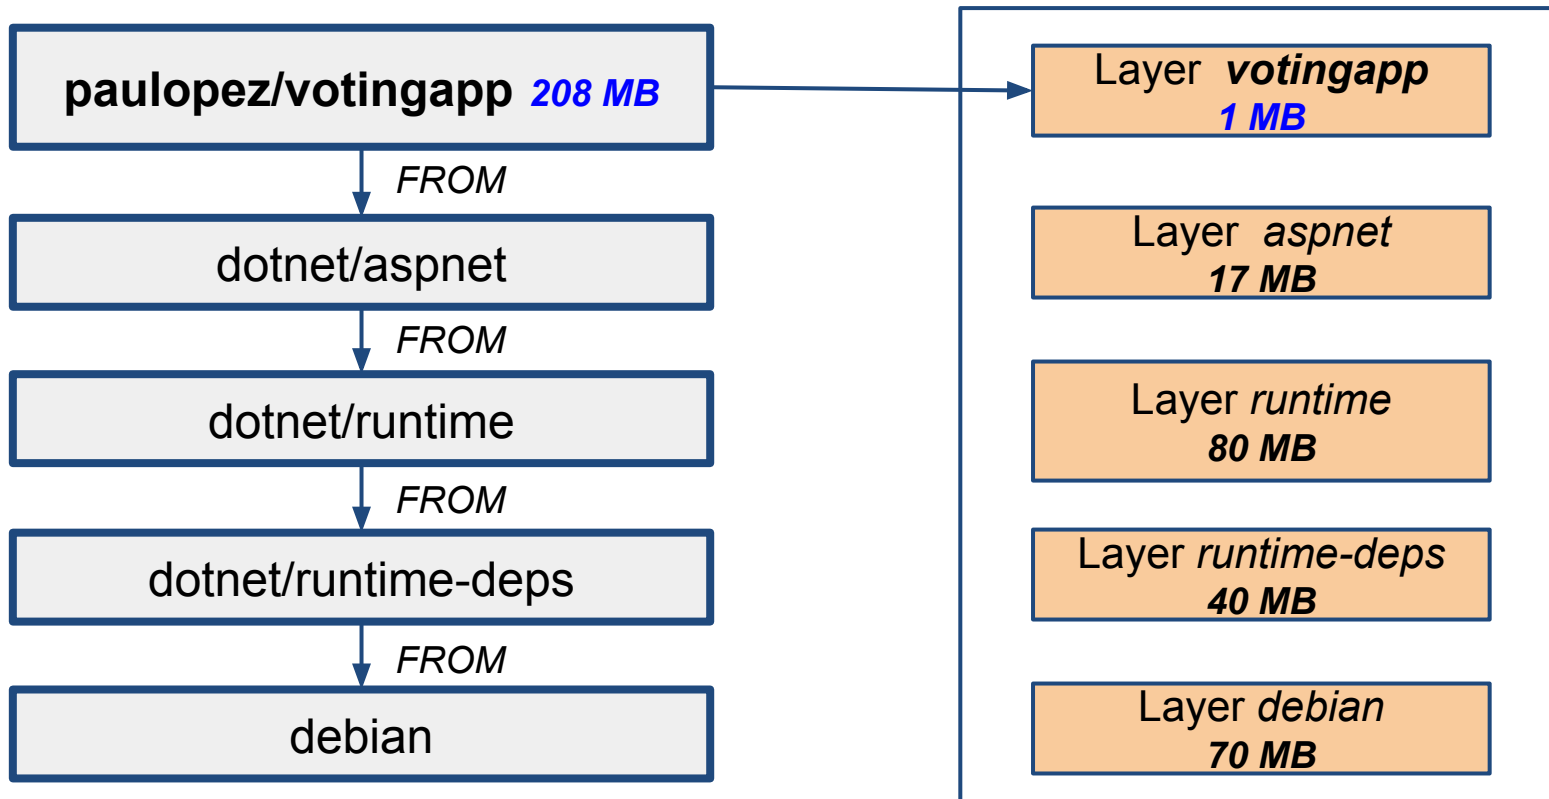 paulopez/votingapp 208 MB
FROM
dotnet/aspnet
FROM
dotnet/runtime
FROM
dotnet/runtime-deps
FROM
debian
Layer votingapp
1 MB
Layer aspnet
17 MB
Layer runtime
80 MB
Layer runtime-deps
40 MB
Layer debian
70 MB